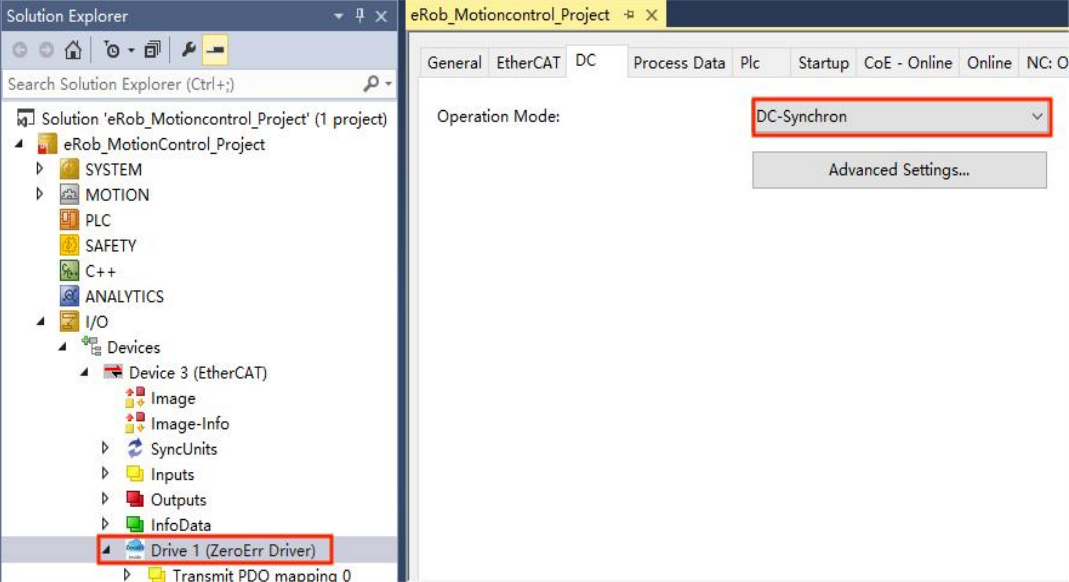 Solution Explorer
Search Solution Explorer (Ctrl+;)
Solution 'eRob_Motioncontrol_Project' (1 project)
eRob_MotionControl_Project
SYSTEM
MOTION
PLC
SAFETY
C++
ANALYTICS
I/O
Devices
Device 3 (EtherCAT)
Image
Image-Info
SyncUnits
Inputs
Outputs
InfoData
Drive 1 (ZeroErr Driver)
Transmit PDO mapping 0
eRob_Motioncontrol_Project
General EtherCAT DC Process Data Plc Startup CoE - Online Online NC: O
Operation Mode: DC-Synchron
Advanced Settings...